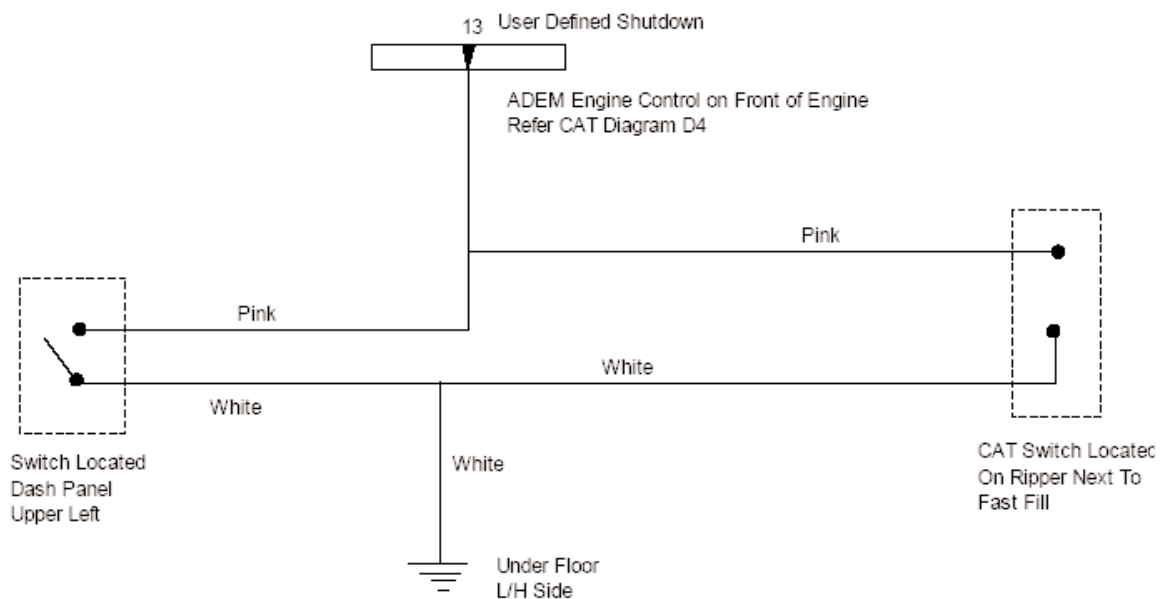 13 User Defined Shutdown
ADEM Engine Control on Front of Engine
Refer CAT Diagram D4
Pink
Pink
White
White
White
Switch Located
Dash Panel
Upper Left
CAT Switch Located
On Ripper Next To
Fast Fill
Under Floor
L/H Side